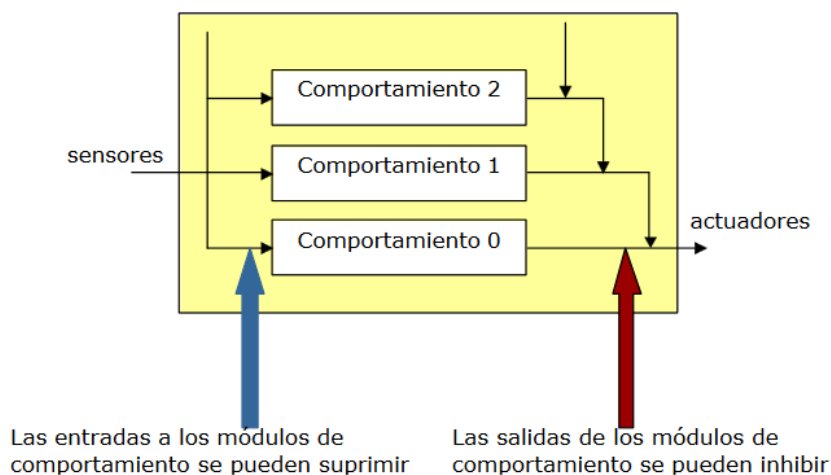 Comportamiento 2
sensores
Comportamiento 1
actuadores
Comportamiento 0
Las entradas a los módulos de
comportamiento se pueden suprimir
Las salidas de los módulos de
comportamiento se pueden inhibir